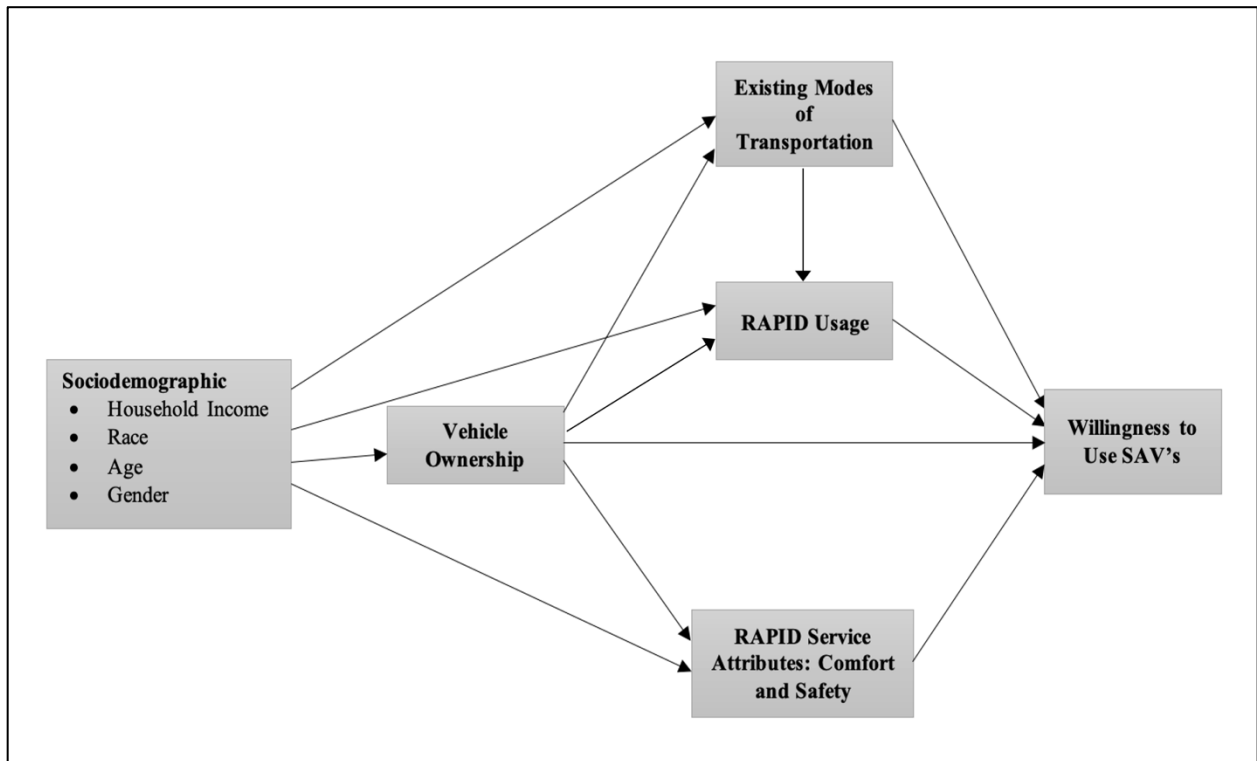 Existing Modes
of
Transportation
RAPID Usage
Sociodemographic
• Household Income
• Race
• Age
• Gender
Vehicle
Ownership
Willingness to
Use SAV's
RAPID Service
Attributes: Comfort
and Safety